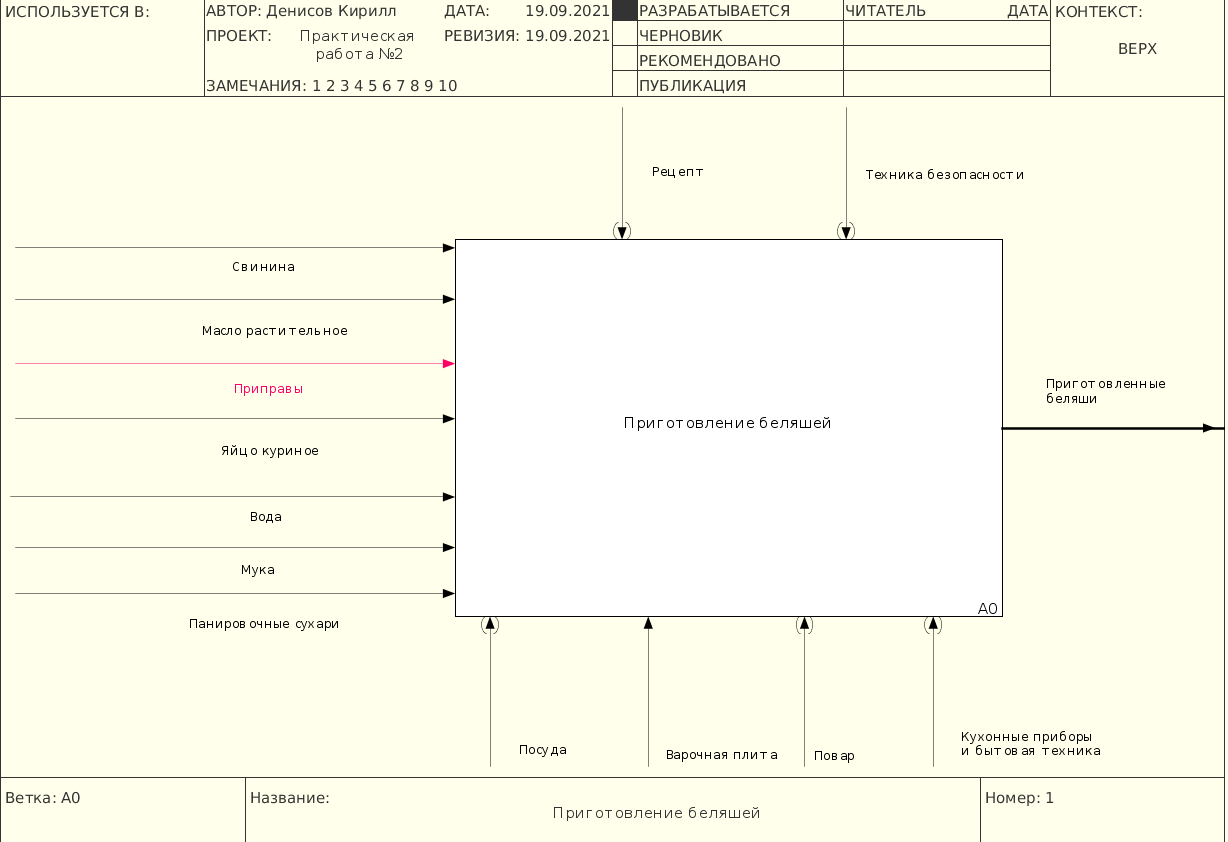 ИСПОЛЬЗУЕТСЯ В:
АВТОР: Денисов Кирилл
ДАТА: 19.09.2021
ПРОЕКТ: Практическая
работа №2
РЕВИЗИЯ: 19.09.2021
ЗАМЕЧАНИЯ: 1 2 3 4 5 6 7 8 9 10
РАЗРАБАТЫВАЕТСЯ
ЧЕРНОВИК
РЕКОМЕНДОВАНО
ПУБЛИКАЦИЯ
ЧИТАТЕЛЬ
ДАТА
КОНТЕКСТ:
ВЕРХ
Рецепт
Техника безопасности
Свинина
Масло растительное
Приправы
Яйцо куриное
Вода
Мука
Панировочные сухари
Приготовление беляшей
A0
Приготовленные
беляши
Посуда
Варочная плита
Повар
Кухонные приборы
и бытовая техника
Ветка: A0
Название:
Приготовление беляшей
Номер: 1